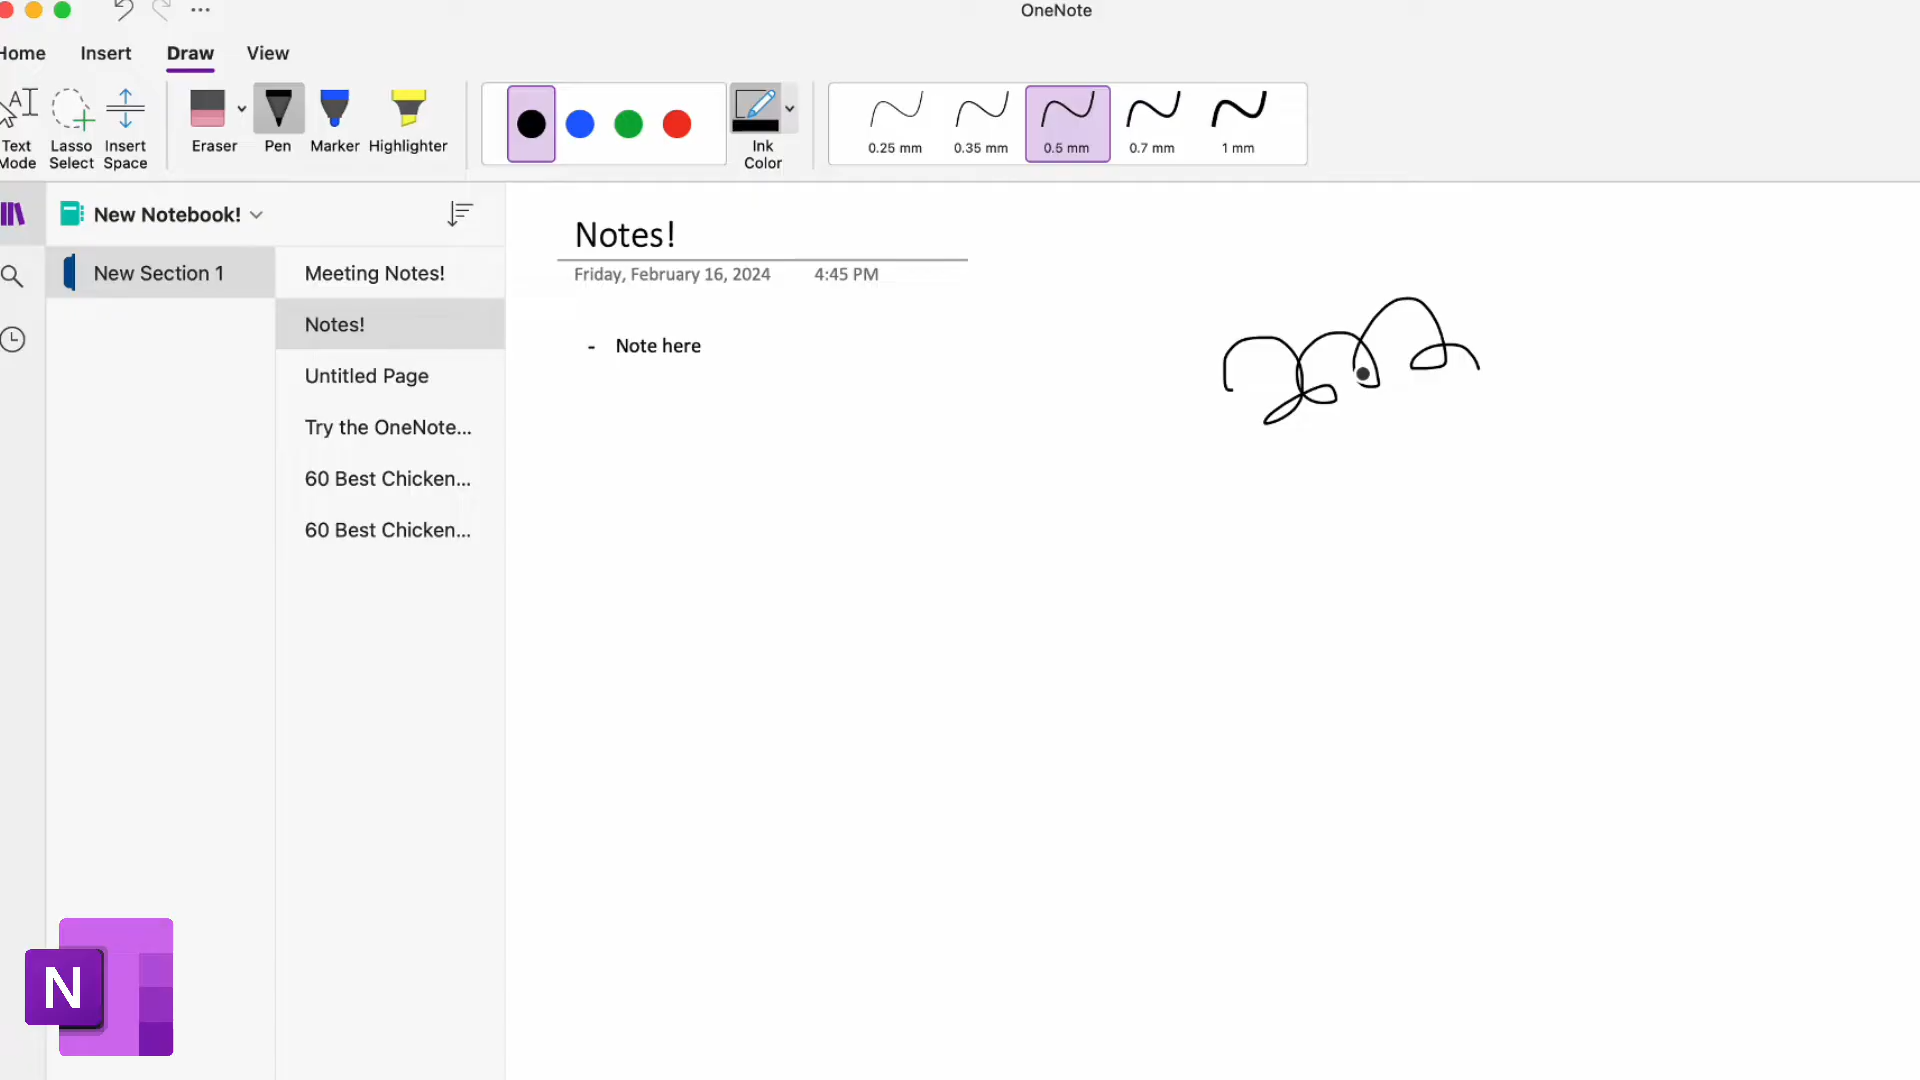 OneNote
Home Insert Draw View
Text Mode
Lasso Select
Insert Space
Eraser
Pen
Marker
Highlighter
Ink Color
0.25 mm
0.35 mm
0.5 mm
0.7 mm
1 mm
New Notebook!
New Section 1
Meeting Notes!
Notes!
Untitled Page
Try the OneNote...
60 Best Chicken...
60 Best Chicken...
Notes!
Friday, February 16, 2024 4:45 PM
- Note here
N